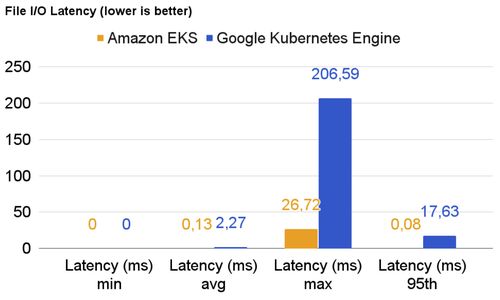 File I/O Latency (lower is better)
Amazon EKS Google Kubernetes Engine
250
200
150
100
50
0
0 0
0,13 2,27
26,72 206,59
0,08 17,63
Latency (ms) min
Latency (ms) avg
Latency (ms) max
Latency (ms) 95th